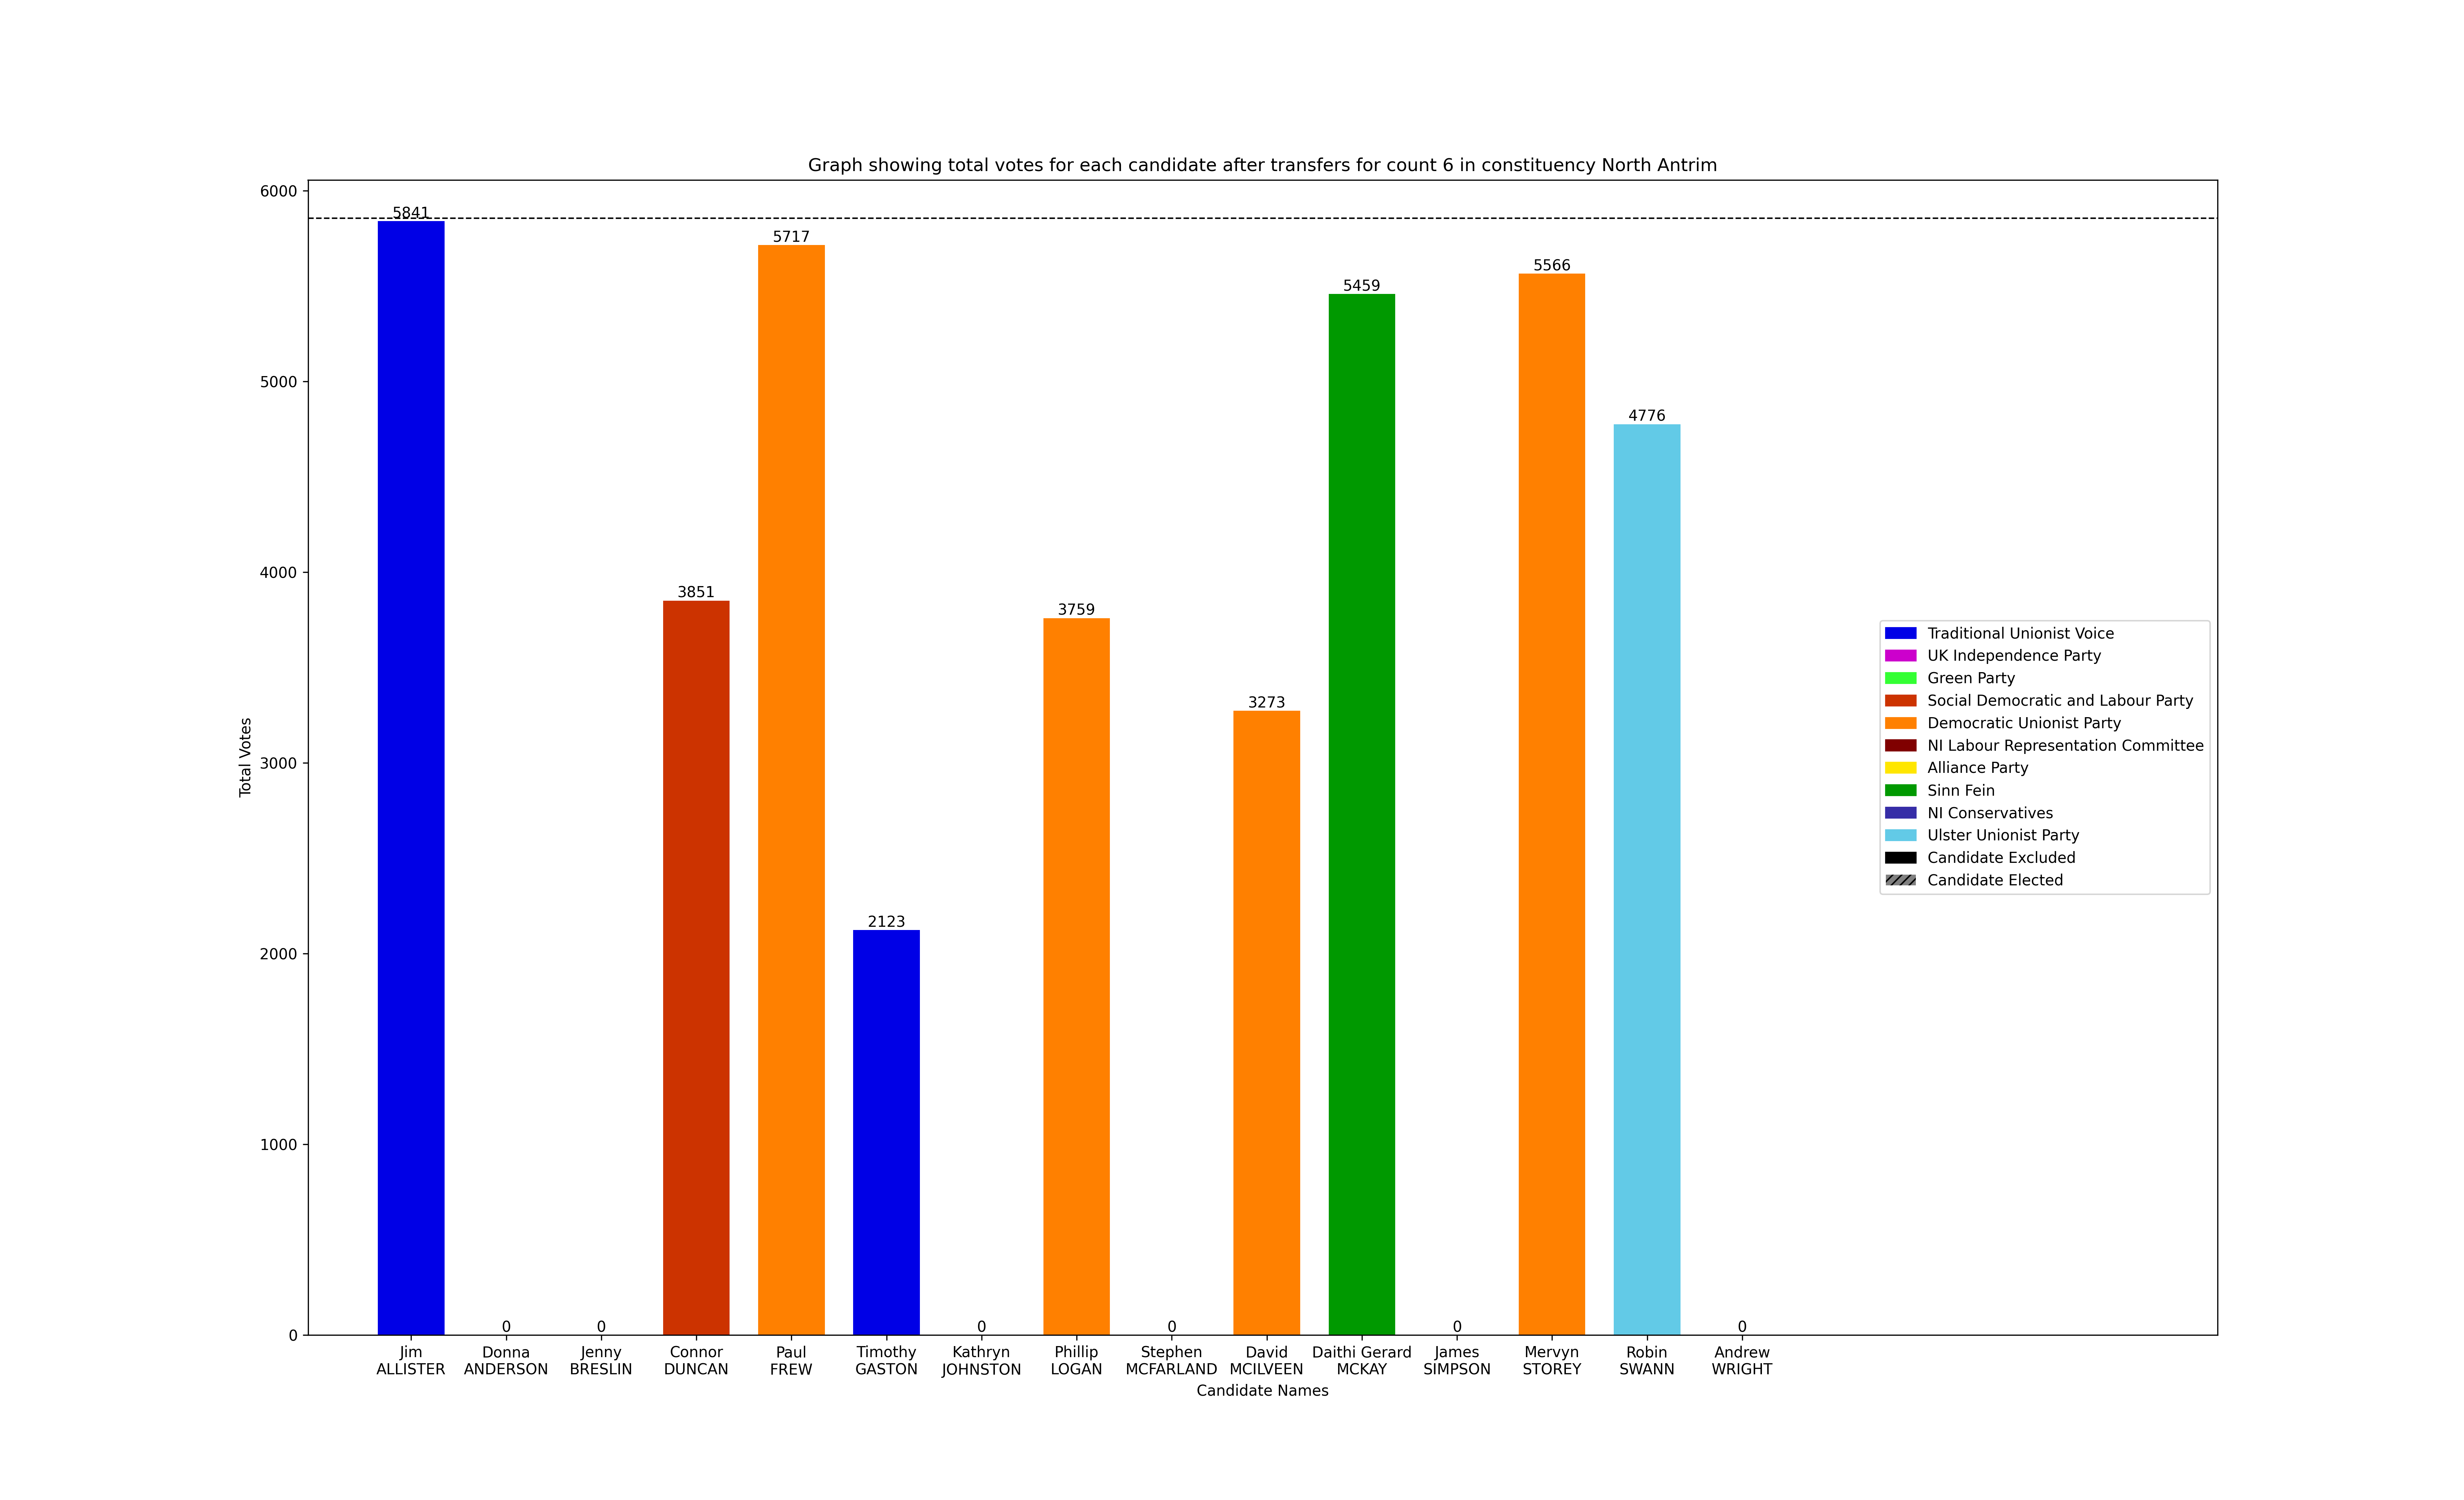 Graph showing total votes for each candidate after transfers for count 6 in constituency North Antrim
Total Votes
6000
5000
4000
3000
2000
1000
0
5841
0
0
3851
5717
2123
0
3759
0
3273
5459
0
5566
4776
0
Jim
ALLISTER
Donna
ANDERSON
Jenny
BRESLIN
Connor
DUNCAN
Paul
FREW
Timothy
GASTON
Kathryn
JOHNSTON
Phillip
LOGAN
Stephen
MCFARLAND
David
MCILVEEN
Daithi Gerard
MCKAY
James
SIMPSON
Mervyn
STOREY
Robin
SWANN
Andrew
WRIGHT
Candidate Names
Traditional Unionist Voice
UK Independence Party
Green Party
Social Democratic and Labour Party
Democratic Unionist Party
NI Labour Representation Committee
Alliance Party
Sinn Fein
NI Conservatives
Ulster Unionist Party
Candidate Excluded
Candidate Elected